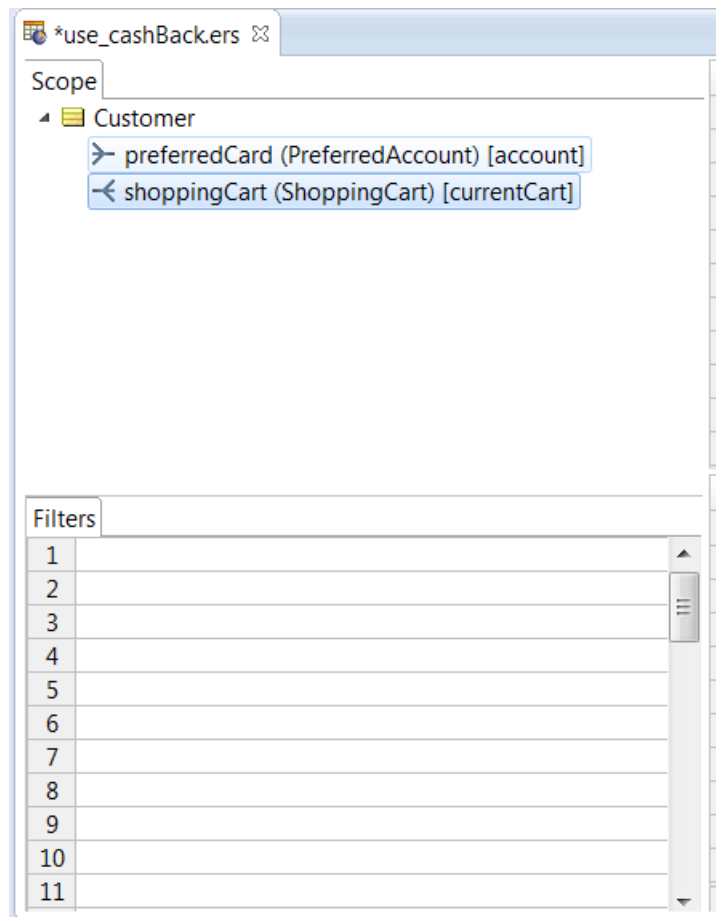 *use_cashBack.ers
Scope
Customer
preferredCard (PreferredAccount) [account]
shoppingCart (ShoppingCart) [currentCart]
Filters
1
2
3
4
5
6
7
8
9
10
11